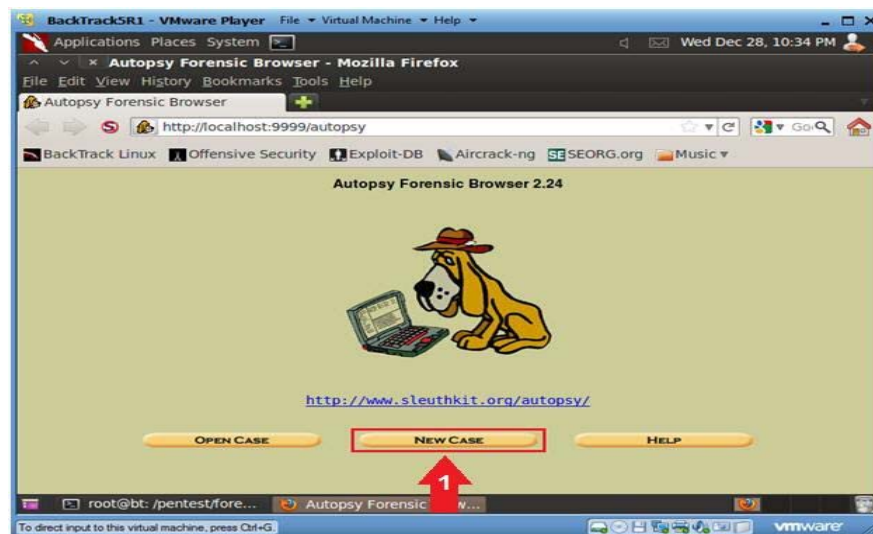 BackTrack5R1 - VMware Player File Virtual Machine Help
Applications Places System Wed Dec 28, 10:34 PM
Autopsy Forensic Browser - Mozilla Firefox
File Edit View History Bookmarks Tools Help
Autopsy Forensic Browser
http://localhost:9999/autopsy
BackTrack Linux Offensive Security Exploit-DB Aircrack-ng SEORG.org Music
Autopsy Forensic Browser 2.24
http://www.sleuthkit.org/autopsy/
OPEN CASE NEW CASE HELP
1
root@bt: /pentest/fore... Autopsy Forensic
To direct input to this virtual machine, press Ctrl+G. vmware